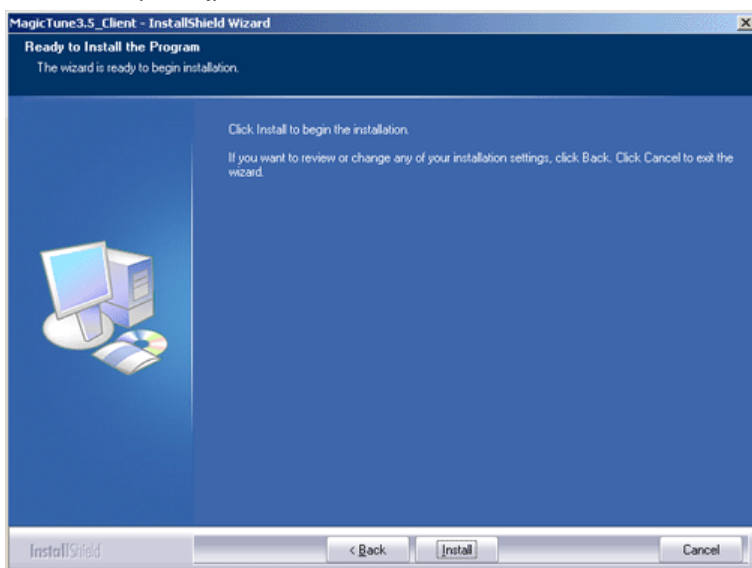 MagicTune3.5_Client - InstallShield Wizard
Ready to Install the Program
The wizard is ready to begin installation.
Click Install to begin the installation.
If you want to review or change any of your installation settings, click Back. Click Cancel to exit the
wizard.
InstallShield
< Back
Install
Cancel